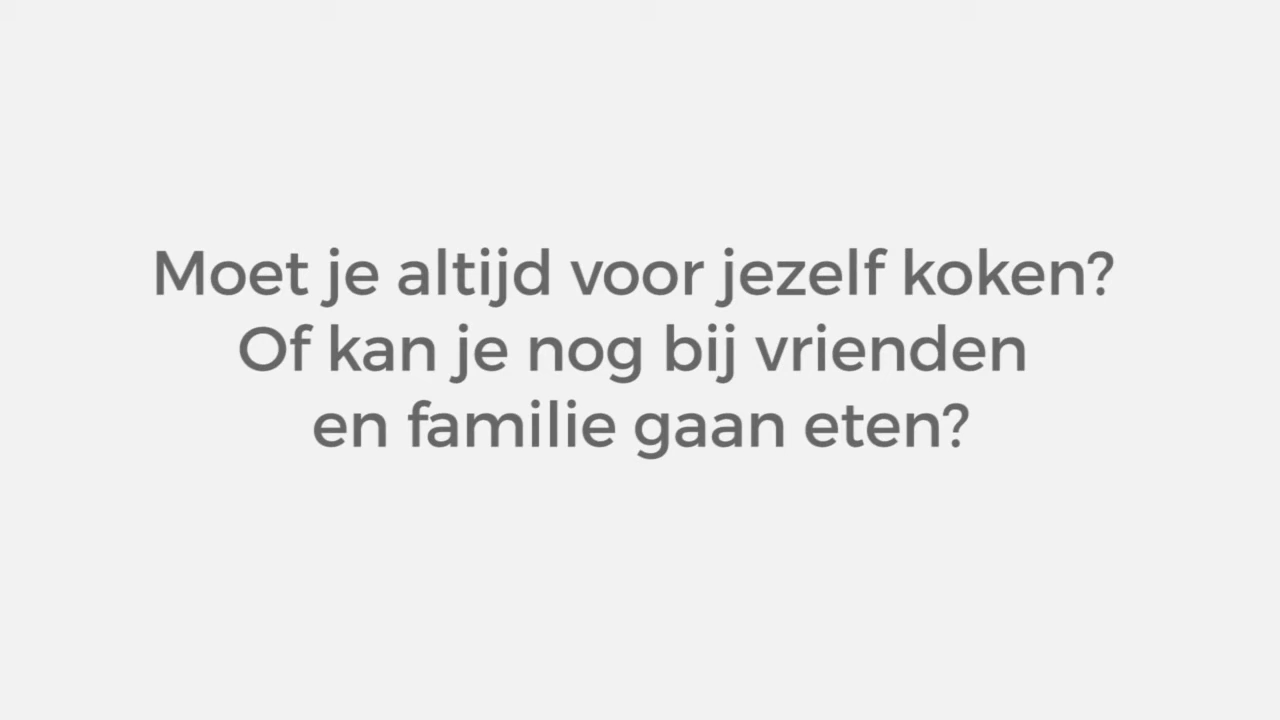 Moet je altijd voor jezelf koken?
Of kan je nog bij vrienden
en familie gaan eten?